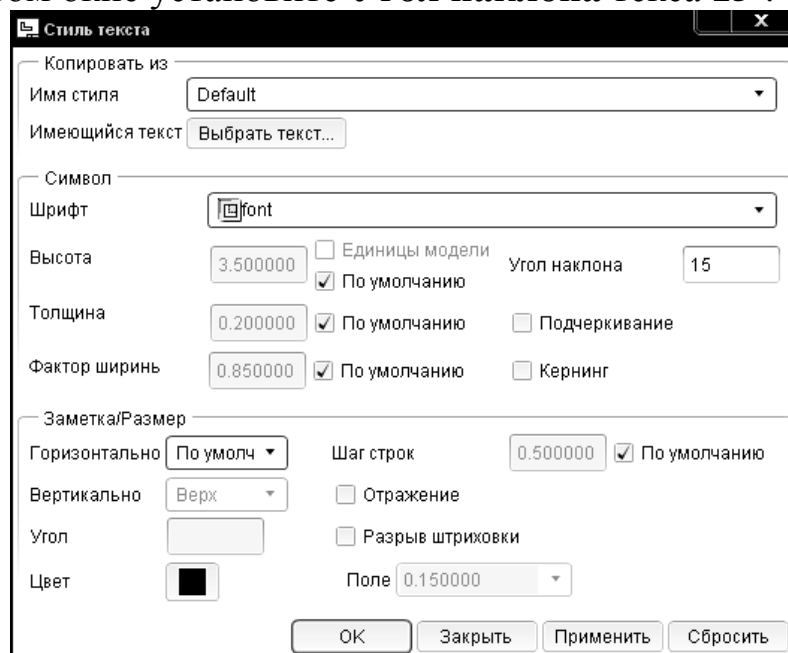 окне установите
наклона
Стиль текста
Копировать из
Имя стиля Default
Имеющийся текст Выбрать текст...
Символ
Шрифт font
Высота 3.500000 Единицы модели Угол наклона 15
По умолчанию
Толщина 0.200000 По умолчанию Подчеркивание
Фактор ширинь 0.850000 По умолчанию Кернинг
Заметка/Размер
Горизонтально По умолч Шаг строк 0.500000 По умолчанию
Вертикально Верх Отражение
Угол Разрыв штриховки
Цвет Поле 0.150000
OK Закрыть Применить Сбросить